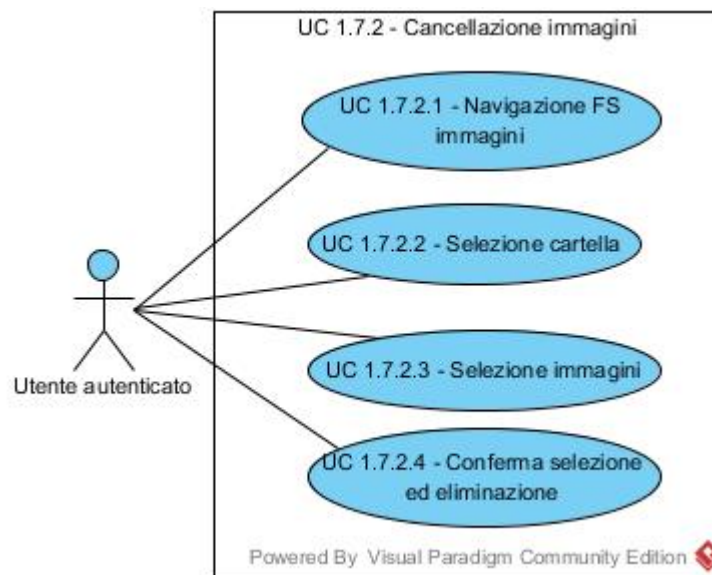 UC 1.7.2 - Cancellazione immagini
UC 1.7.2.1 - Navigazione FS
immagini
UC 1.7.2.2 - Selezione cartella
Utente autenticato
UC 1.7.2.3 - Selezione immagini
UC 1.7.2.4 - Conferma selezione
ed eliminazione
Powered By Visual Paradigm Community Edition